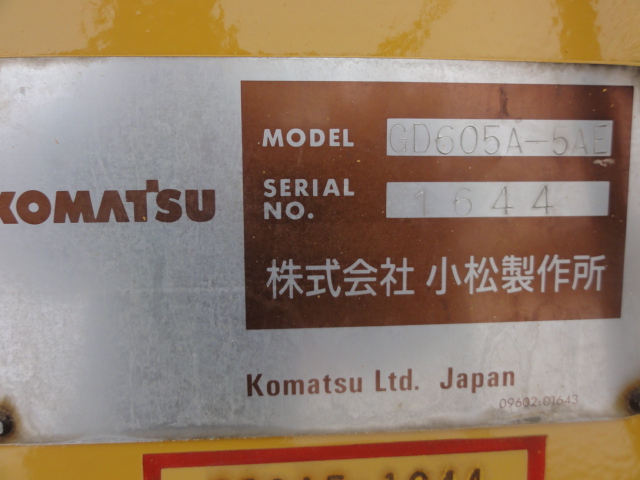 KOMATSU
MODEL GD605A-5AE
SERIAL NO. 1644
株式会社 小松製作所
Komatsu Ltd. Japan
09602-01643